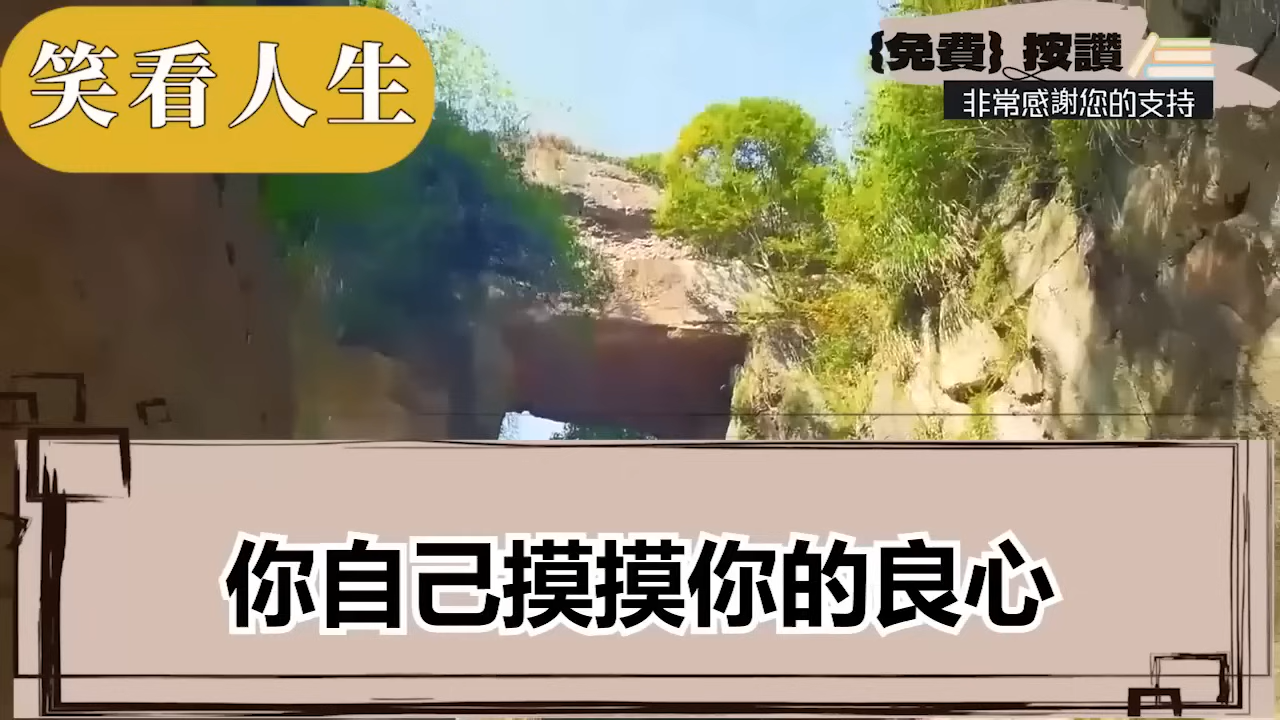 笑看人生
{免費} 按讚
非常感謝您的支持
你自己摸摸你的良心